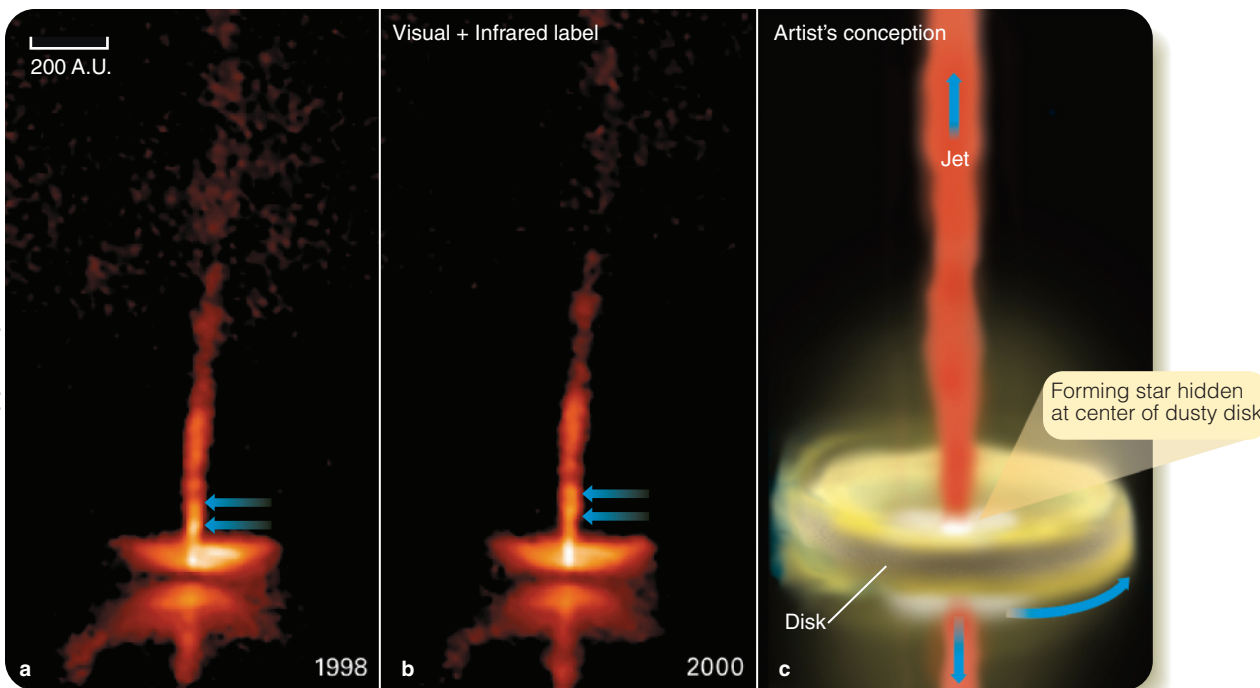 200 A.U.
a
1998
Visual + Infrared label
b
2000
Artist's conception
Jet
Forming star hidden
at center of dusty disk
Disk
c